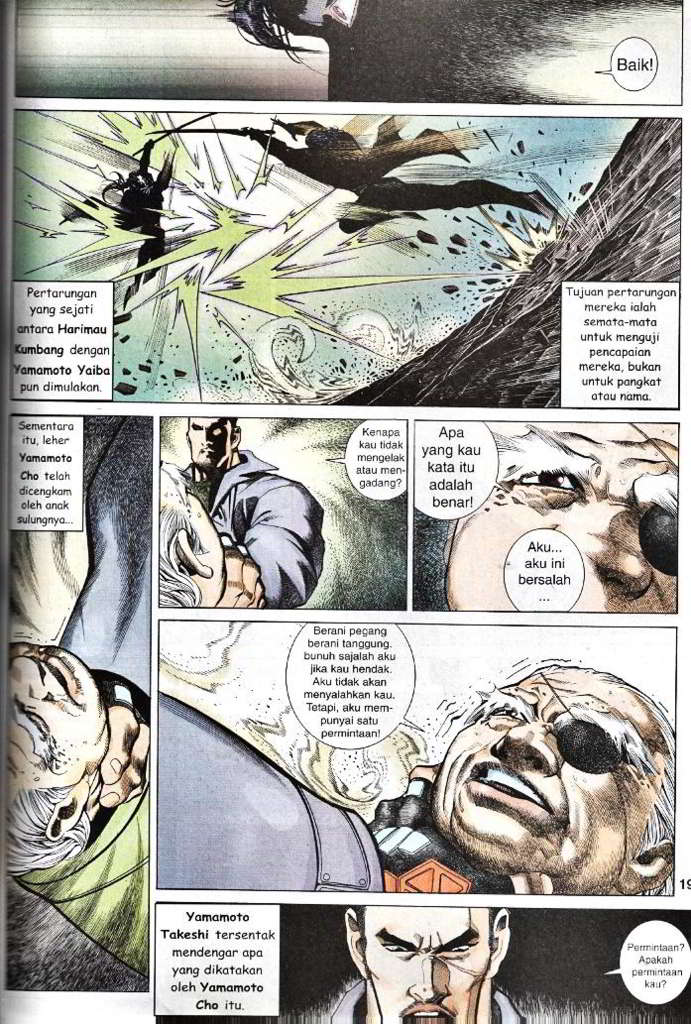 Baik!
Pertarungan
yang sejati
antara Harimau
Kumbang dengan
Yamamoto Yaiba
pun dimulakan.
Tujuan pertarungan
mereka ialah
semata-mata
untuk menguji
pencapaian
mereka, bukan
untuk pangkat
atau nama.
Sementara
itu, leher
Yamamoto
Cho telah
dicengkam
oleh anak
sulungnya...
Kenapa
kau tidak
mengelak
atau men-
gadang?
Apa
yang kau
kata itu
adalah
benar!
Aku...
aku ini
bersalah
...
Berani pegang
berani tanggung.
bunuh sajalah aku
jika kau hendak.
Aku tidak akan
menyalahkan kau.
Tetapi, aku mem-
punyai satu
permintaan!
19
Yamamoto
Takeshi tersentak
mendengar apa
yang dikatakan
oleh Yamamoto
Cho itu.
Permintaan?
Apakah
permintaan
kau?